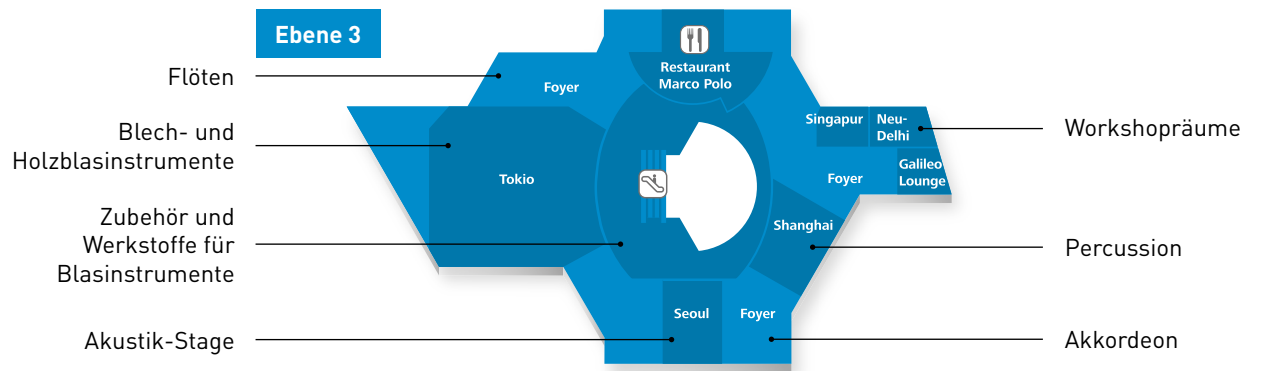 Ebene 3
Flöten
Blech- und
Holzblasinstrumente
Zubehör und
Werkstoffe für
Blasinstrumente
Akustik-Stage
Foyer
Tokio
Restaurant
Marco Polo
Singapur
Neu-
Delhi
Galileo
Lounge
Foyer
Shanghai
Seoul
Foyer
Workshopräume
Percussion
Akkordeon